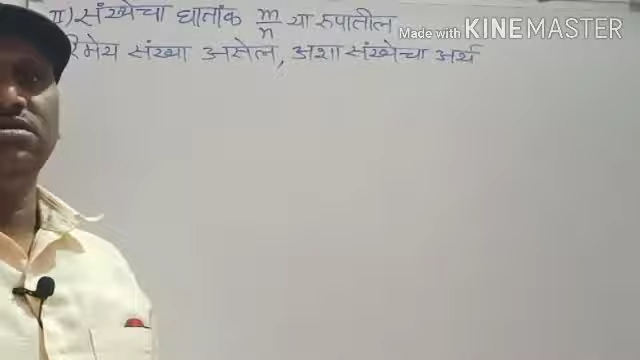 II) संख्येचा घातांक m/n या रुपातील
रिमेय संख्या असेल, अशा संख्येचा अर्थ
Made with KINEMASTER